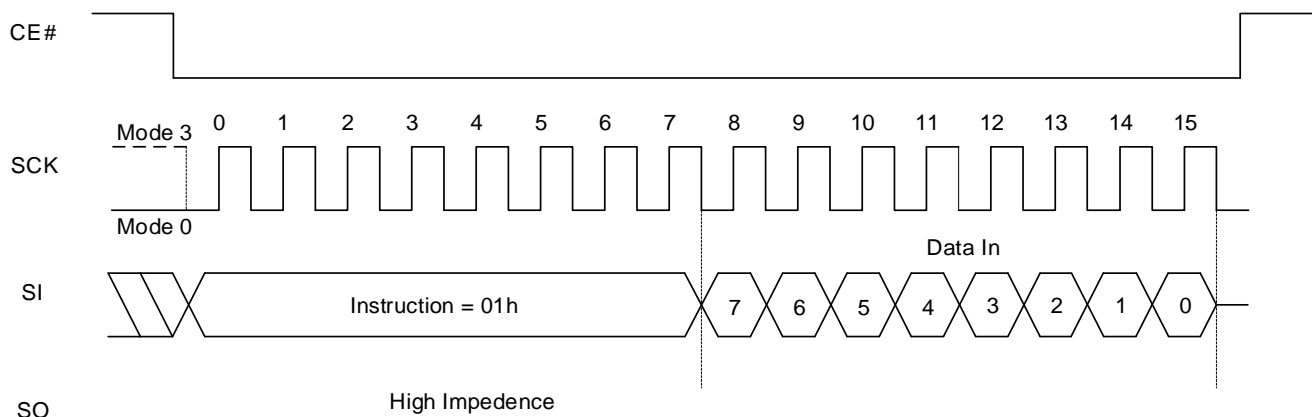 CE#
0 1 2 3 4 5 6 7 8 9 10 11 12 13 14 15
Mode 3
SCK
Mode 0
Data In
SI
Instruction = 01h
7 6 5 4 3 2 1 0
High Impedence
SO